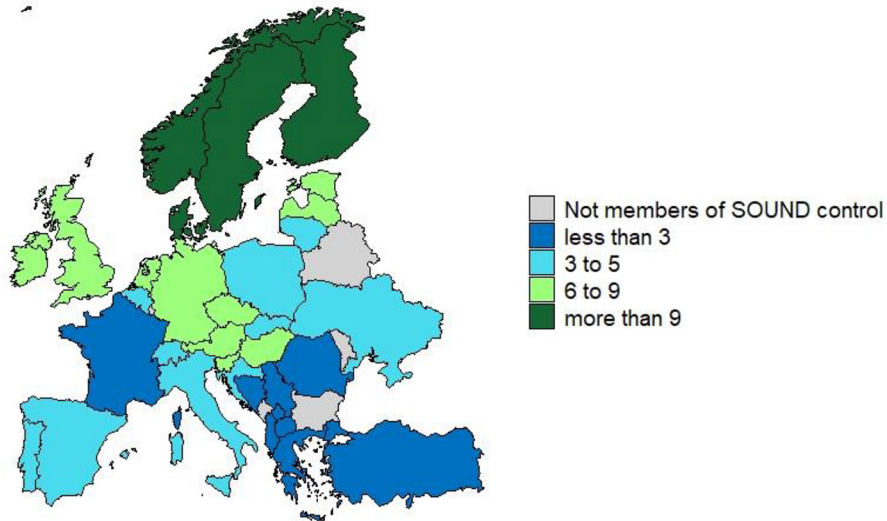 Not members of SOUND control
less than 3
3 to 5
6 to 9
more than 9